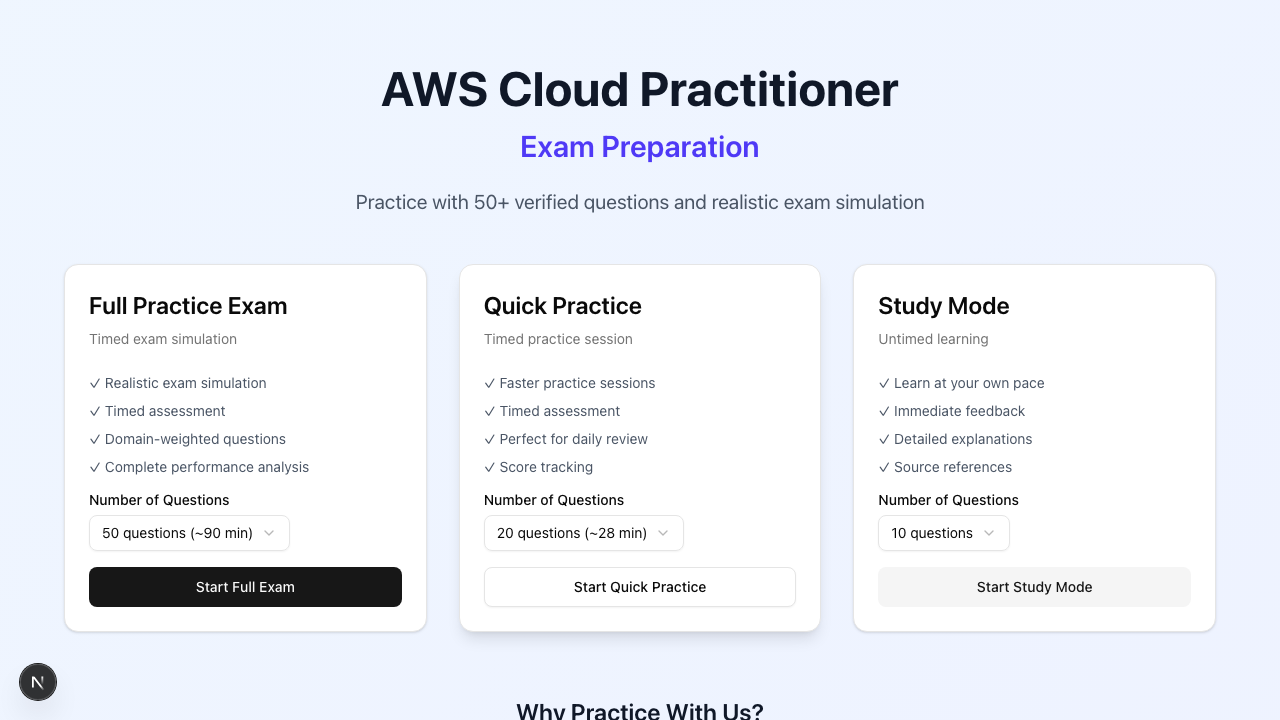 AWS Cloud Practitioner
Exam Preparation
Practice with 50+ verified questions and realistic exam simulation
Full Practice Exam
Timed exam simulation
✓ Realistic exam simulation
✓ Timed assessment
✓ Domain-weighted questions
✓ Complete performance analysis
Number of Questions
50 questions (~90 min)
Start Full Exam
Quick Practice
Timed practice session
✓ Faster practice sessions
✓ Timed assessment
✓ Perfect for daily review
✓ Score tracking
Number of Questions
20 questions (~28 min)
Start Quick Practice
Study Mode
Untimed learning
✓ Learn at your own pace
✓ Immediate feedback
✓ Detailed explanations
✓ Source references
Number of Questions
10 questions
Start Study Mode
N
Why Practice With Us?